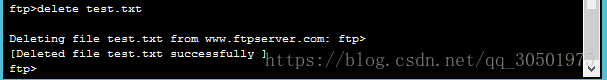 ftp>delete test.txt
Deleting file test.txt from www.ftpserver.com: ftp>
[Deleted file test.txt successfully ]
https://blog.csdn.net/qq_30501975
ftp>